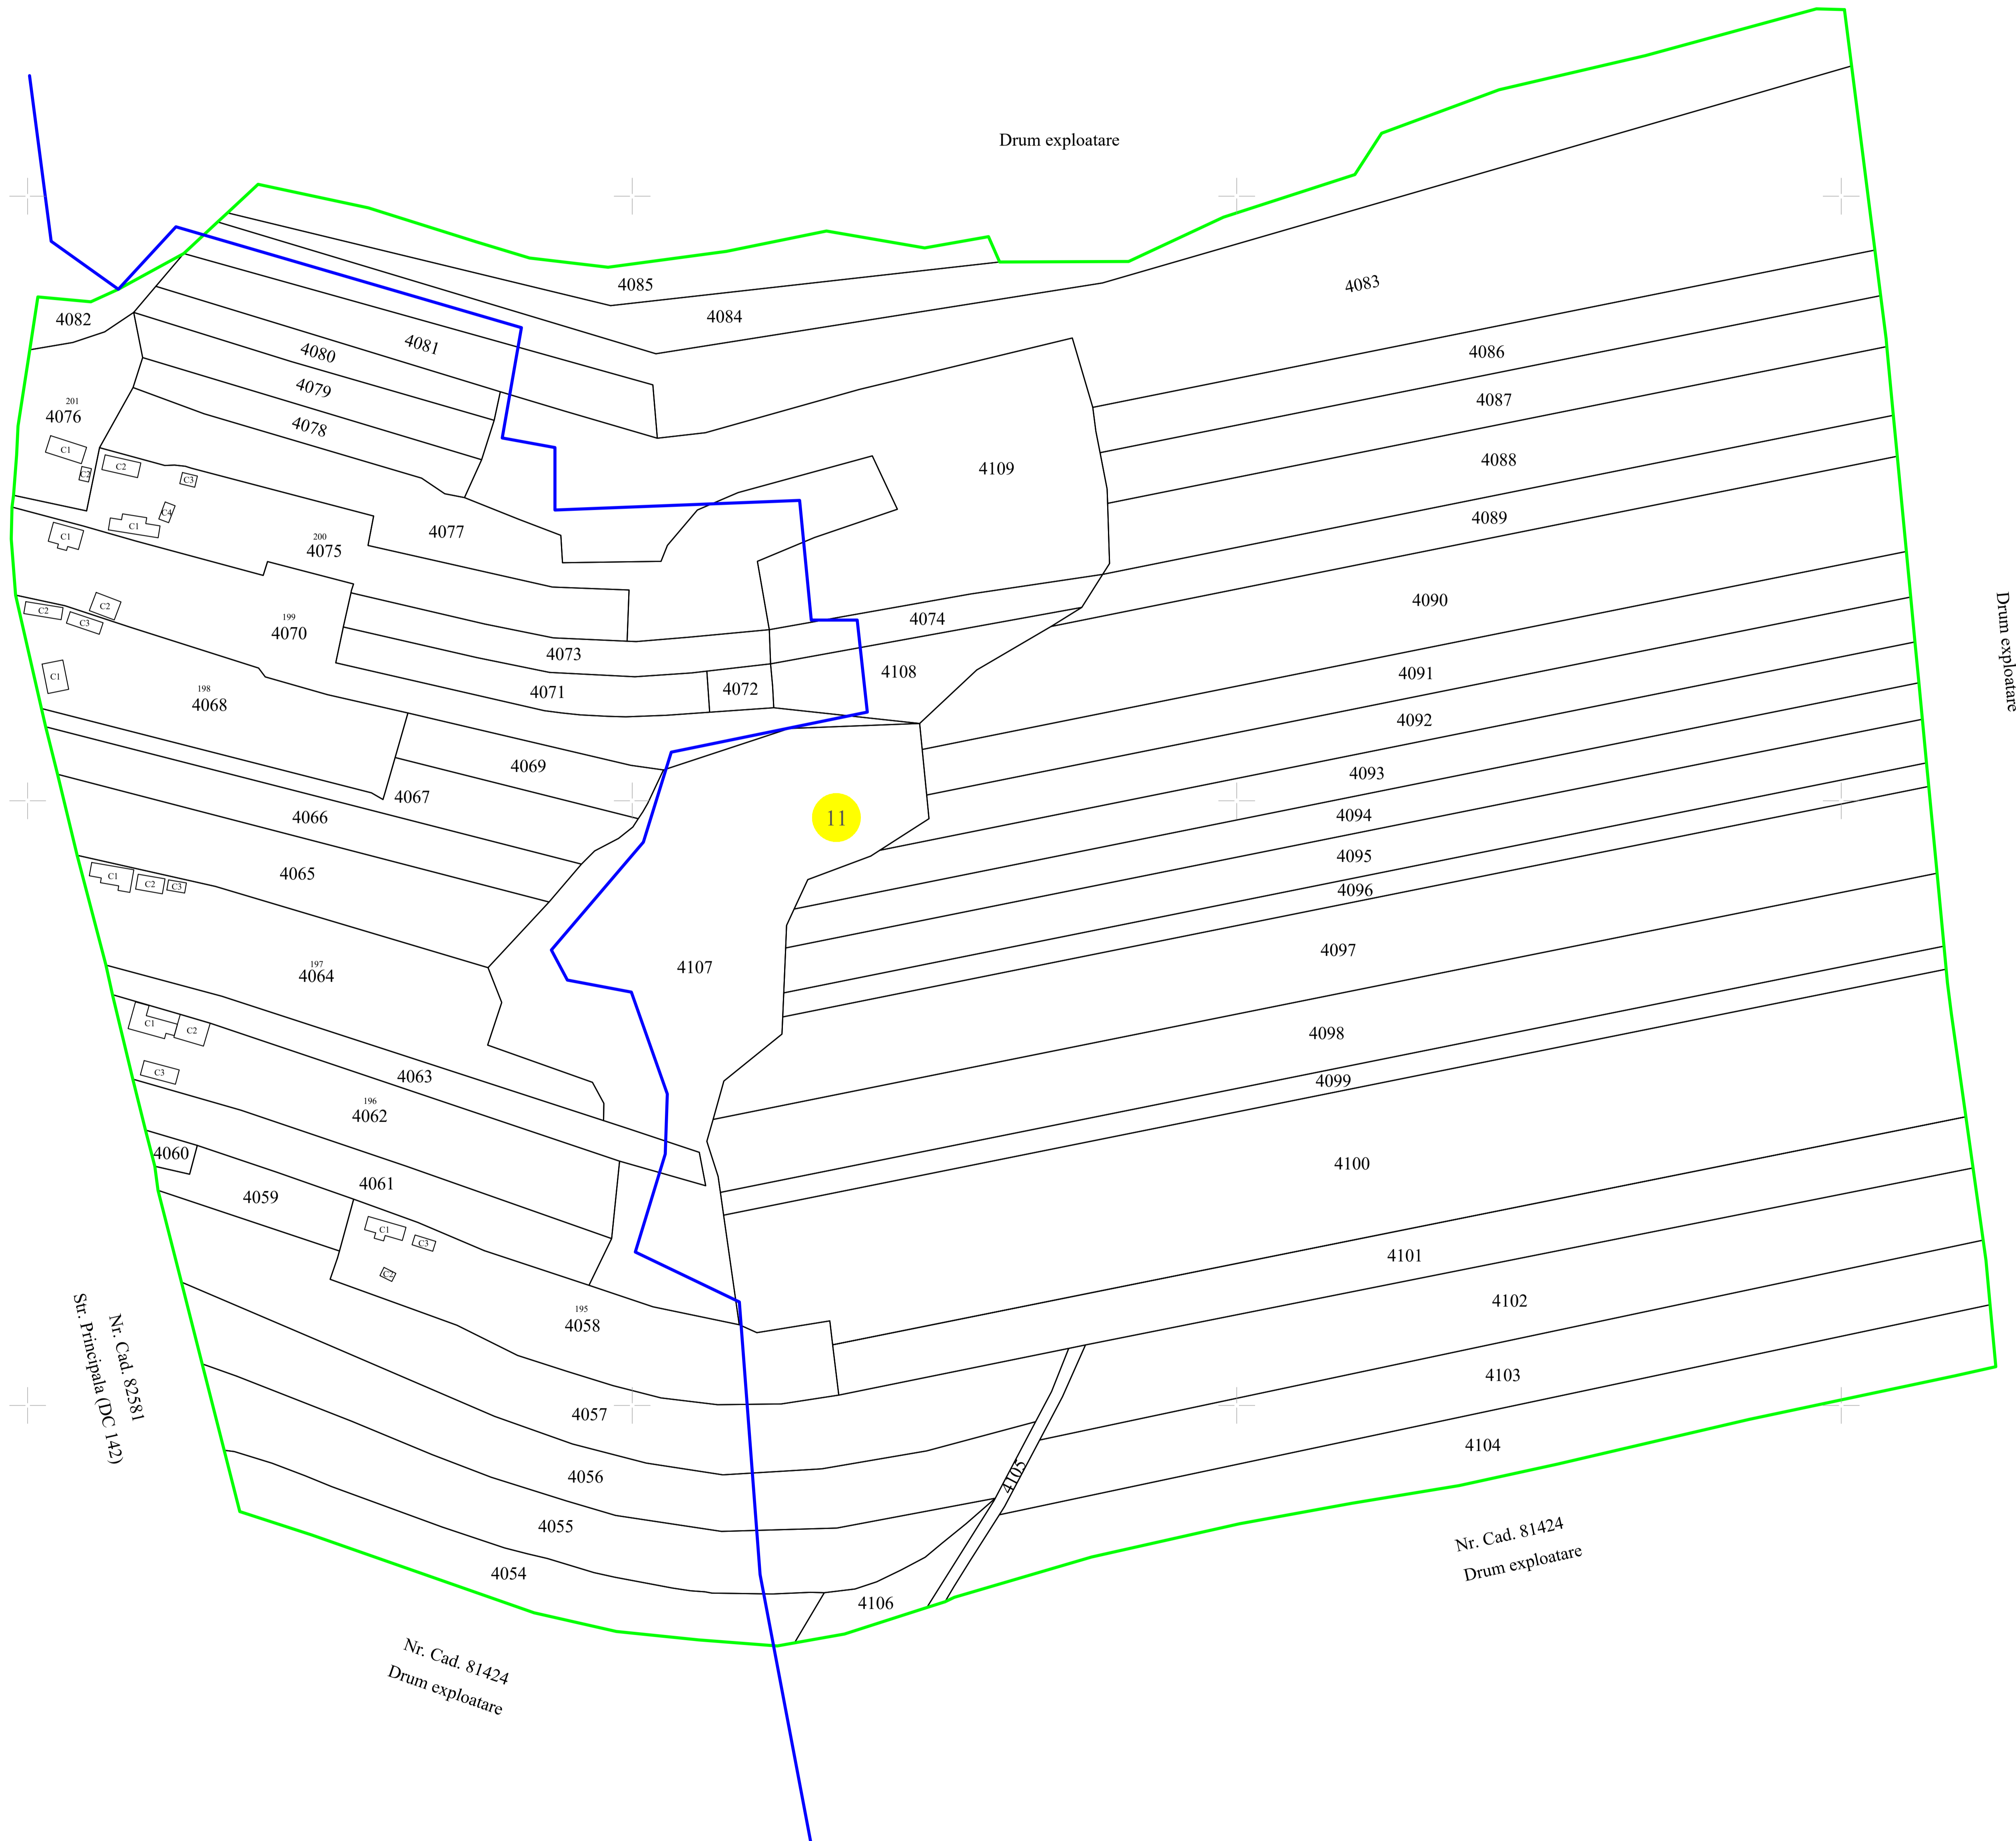 Drum exploatare
4085
4083
4084
4082
4081
4080
4086
4079
4087
201
4076
4078
C1
C2
C2
C3
4109
4088
C4
C1
C1
4077
4089
200
4075
C2
C2
C3
4090
199
4070
4074
Drum exploatare
4073
4108
4091
C1
4071
4072
198
4068
4092
4069
4093
4067
4066
11
4094
4095
4065
C1
C2
C3
4096
4097
4107
197
4064
C1
C2
4098
C3
4063
4099
196
4062
4060
4100
4061
4059
C1
C3
C2
4101
195
4058
4102
Nr. Cad. 82581
Str. Principala (DC 142)
4103
4057
4104
4056
4105
4055
Nr. Cad. 81424
Drum exploatare
4054
4106
Nr. Cad. 81424
Drum exploatare